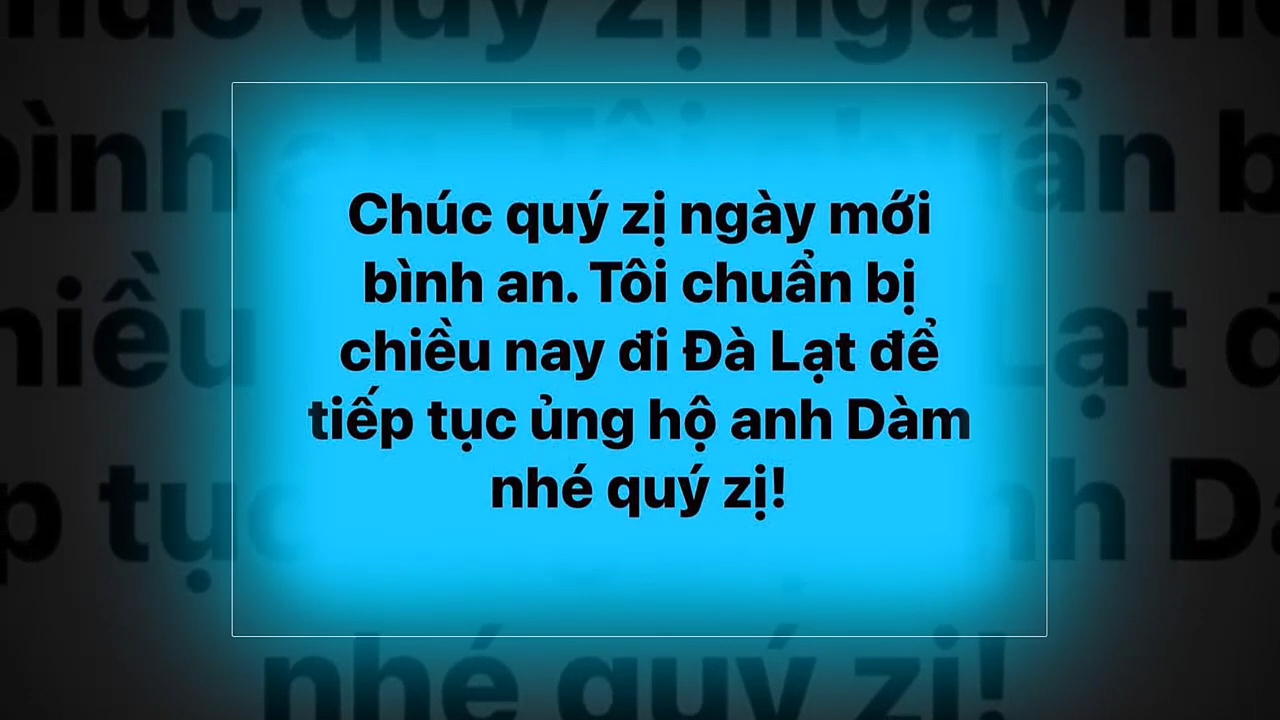 Chúc quý zị ngày mới
bình an. Tôi chuẩn bị
chiều nay đi Đà Lạt để
tiếp tục ủng hộ anh Dàm
nhé quý zị!